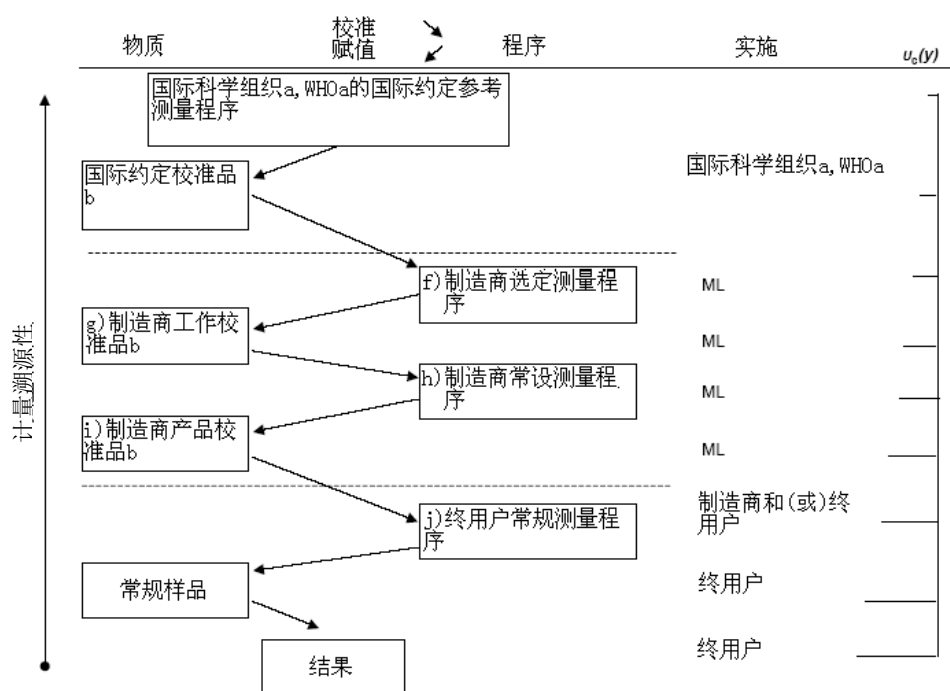 物质
校准
赋值
程序
实施
uc(y)
国际科学组织a,WHOa的国际约定参考
测量程序
国际约定校准品
b
国际科学组织a,WHOa
f)制造商选定测量程
序
ML
g)制造商工作校
准品b
ML
h)制造商常设测量程
序
ML
i)制造商产品校
准品b
ML
j)终用户常规测量程
序
制造商和(或)终
用户
常规样品
终用户
结果
终用户
计量溯源性